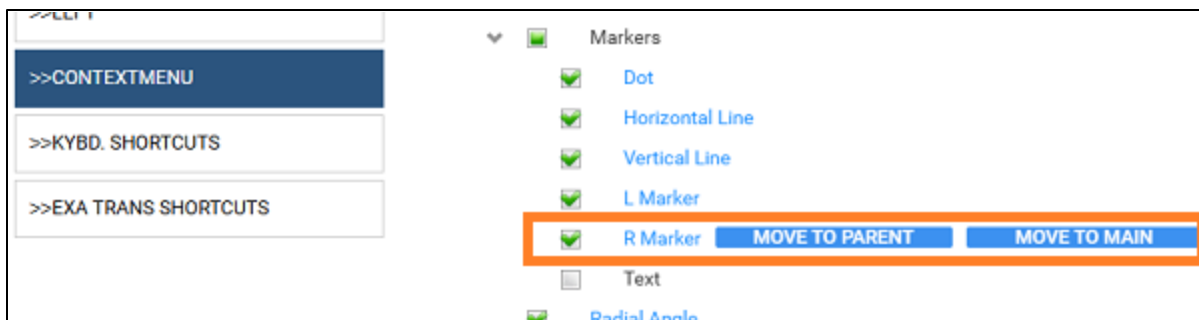 >>LEFT
>>CONTEXTMENU
>>KYBD. SHORTCUTS
>>EXA TRANS SHORTCUTS
Markers
Dot
Horizontal Line
Vertical Line
L Marker
R Marker MOVE TO PARENT MOVE TO MAIN
Text
Radial Angle